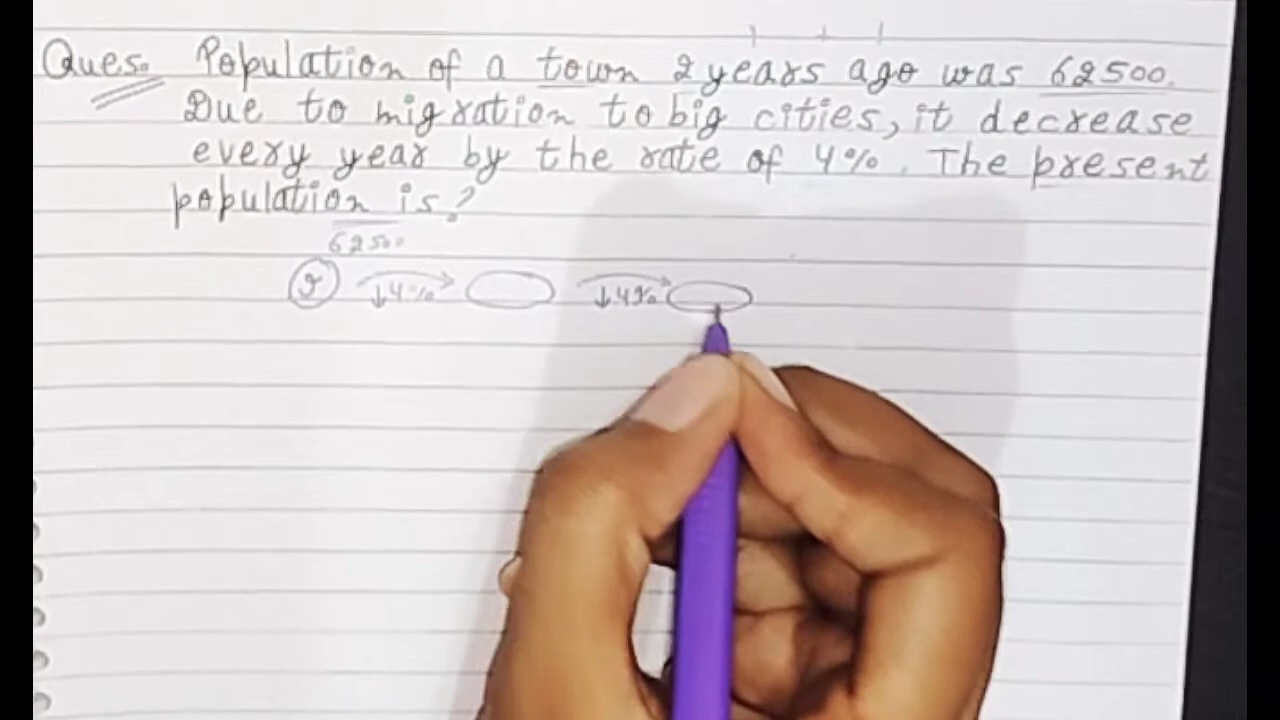 Ques. Population of a town 2 years ago was 62500.
Due to migration to big cities, it decrease
every year by the rate of 4%. The present
population is?
62500
↓4% ↓4%